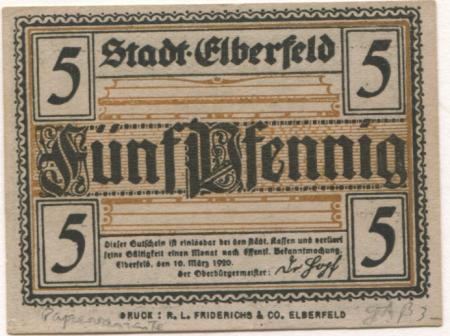 5 Stadt·Elberfeld 5
Fünf Pfennig
5 5
Dieser Gutschein ist einlösbar bei den städt. Kassen und verliert
seine Gültigkeit einen Monat nach öffentl. Bekanntmachung.
Elberfeld, den 10. März 1920.
der Oberbürgermeister:
DRUCK: R. L. FRIDERICHS & CO. ELBERFELD